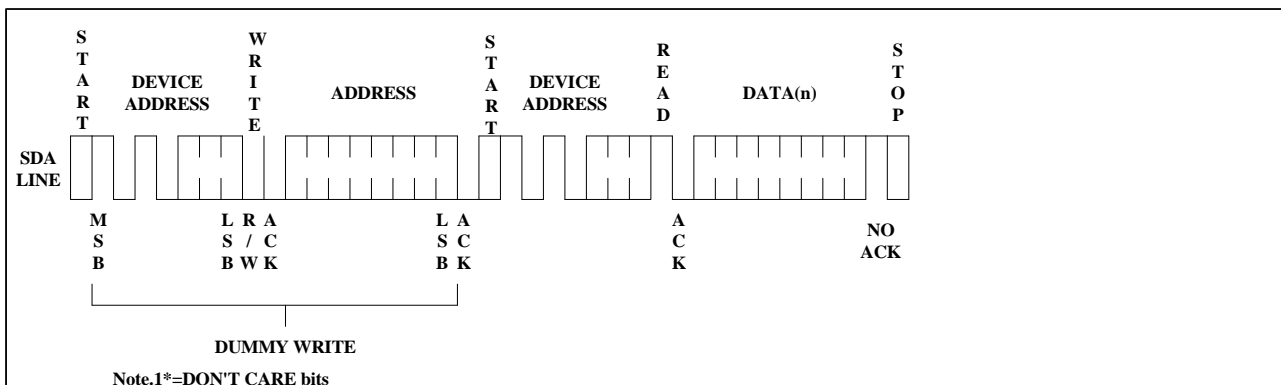 START
DEVICE
ADDRESS
WRITE
ADDRESS
START
DEVICE
ADDRESS
READ
DATA(n)
STOP
SDA
LINE
MSB
LSB
R/W
ACK
LSB
ACK
ACK
NO
ACK
DUMMY WRITE
Note.1*=DON'T CARE bits